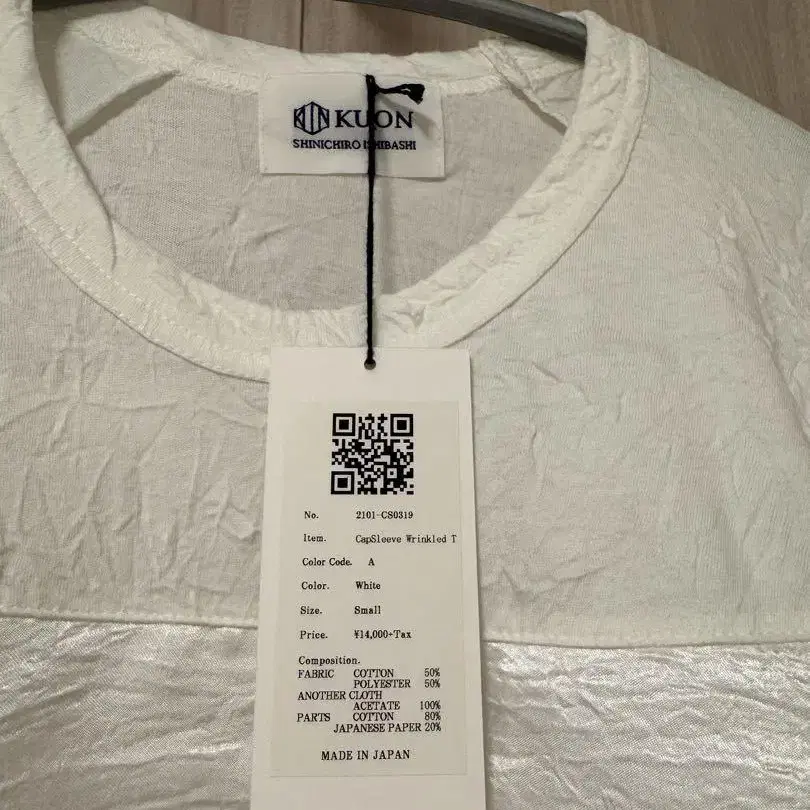 KUON
SHINICHIRO ISHIBASHI
No. 2101-CS0319
Item. CapSleeve Wrinkled T
Color Code. A
Color. White
Size. Small
Price. ¥14,000+Tax
Composition.
FABRIC COTTON 50%
POLYESTER 50%
ANOTHER CLOTH
ACETATE 100%
PARTS COTTON 80%
JAPANESE PAPER 20%
MADE IN JAPAN